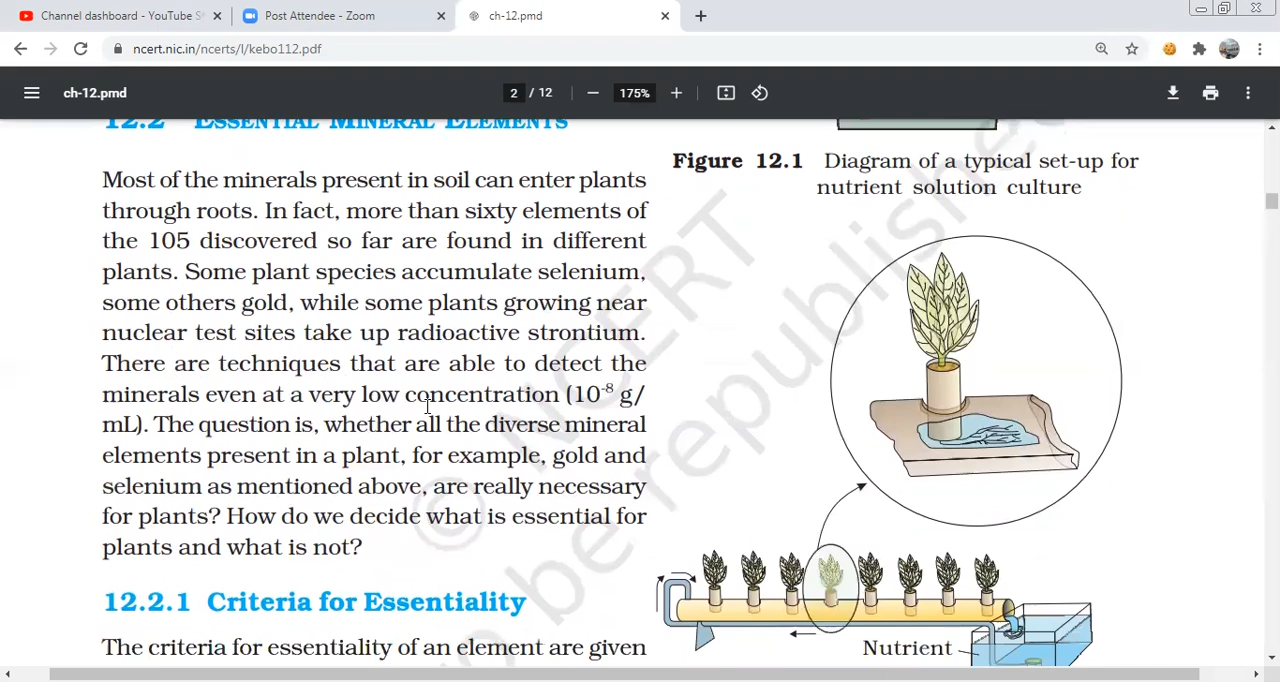 Channel dashboard - YouTube S
Post Attendee - Zoom
ch-12.pmd
ncert.nic.in/ncerts/l/kebo112.pdf
ch-12.pmd
2 / 12
175%
12.2 ESSENTIAL MINERAL ELEMENTS
Most of the minerals present in soil can enter plants
through roots. In fact, more than sixty elements of
the 105 discovered so far are found in different
plants. Some plant species accumulate selenium,
some others gold, while some plants growing near
nuclear test sites take up radioactive strontium.
There are techniques that are able to detect the
minerals even at a very low concentration (10⁻⁸ g/
mL). The question is, whether all the diverse mineral
elements present in a plant, for example, gold and
selenium as mentioned above, are really necessary
for plants? How do we decide what is essential for
plants and what is not?
12.2.1 Criteria for Essentiality
The criteria for essentiality of an element are given
Figure 12.1 Diagram of a typical set-up for
nutrient solution culture
Nutrient
© NCERT
be republished